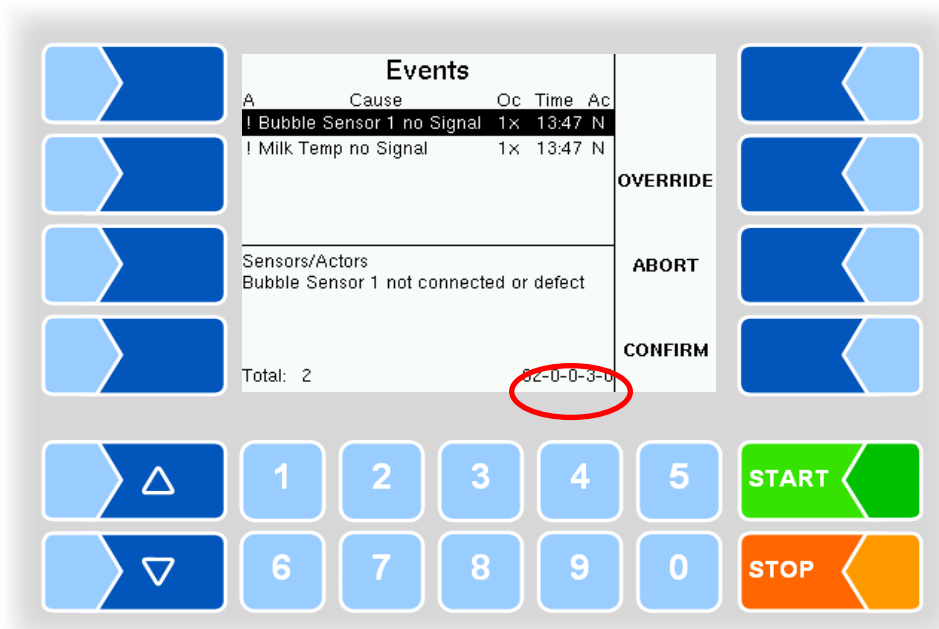 Events
A Cause Oc Time Ac
! Bubble Sensor 1 no Signal 1x 13:47 N
! Milk Temp no Signal 1x 13:47 N
OVERRIDE
Sensors/Actors
Bubble Sensor 1 not connected or defect
ABORT
CONFIRM
Total: 2
1 2 3 4 5 START
6 7 8 9 0 STOP